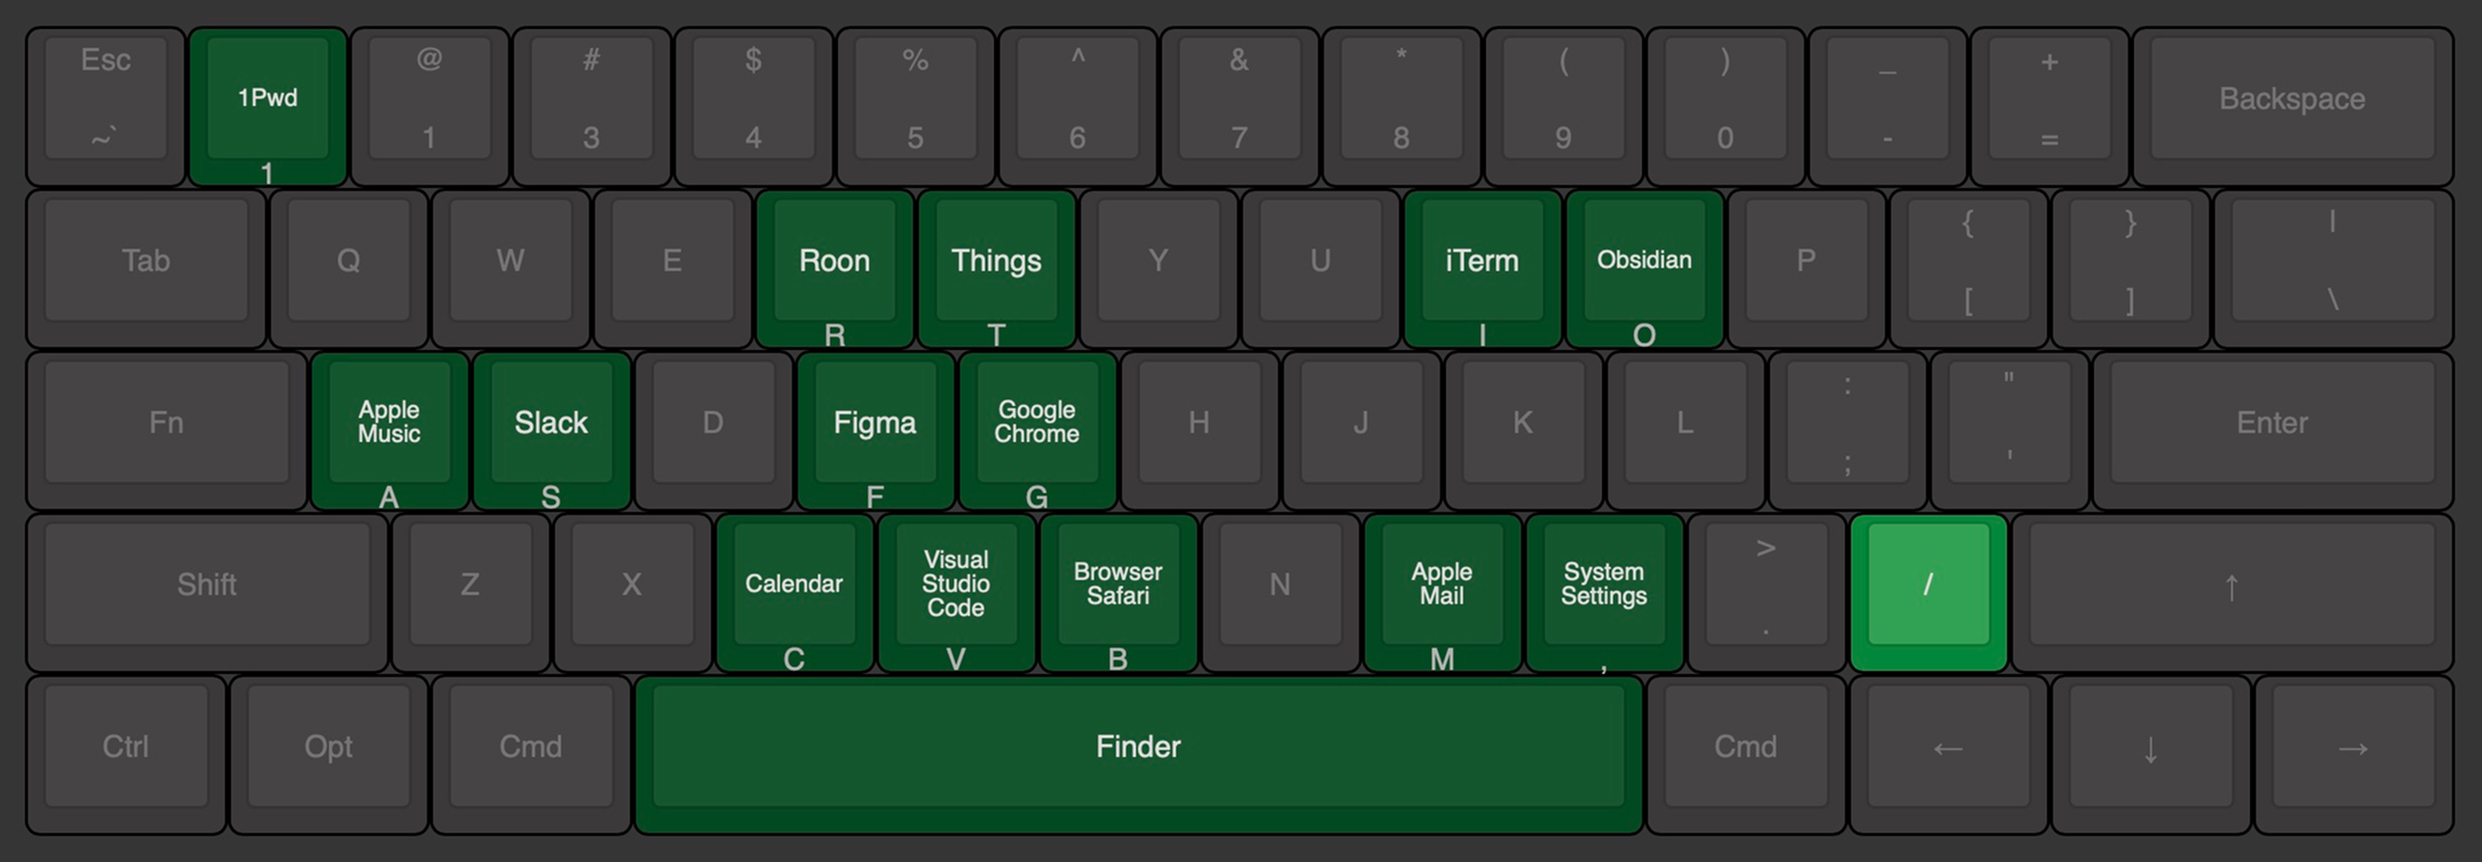 Esc
~`
1Pwd
1
@
1
#
3
$
4
%
5
^
6
&
7
*
8
(
9
)
0
_
-
+
=
Backspace
Tab
Q
W
E
Roon
R
Things
T
Y
U
iTerm
I
Obsidian
O
P
{
[
}
]
|
\
Fn
Apple
Music
A
Slack
S
D
Figma
F
Google
Chrome
G
H
J
K
L
:
;
"
'
Enter
Shift
Z
X
Calendar
C
Visual
Studio
Code
V
Browser
Safari
B
N
Apple
Mail
M
System
Settings
,
>
.
/
↑
Ctrl
Opt
Cmd
Finder
Cmd
←
↓
→